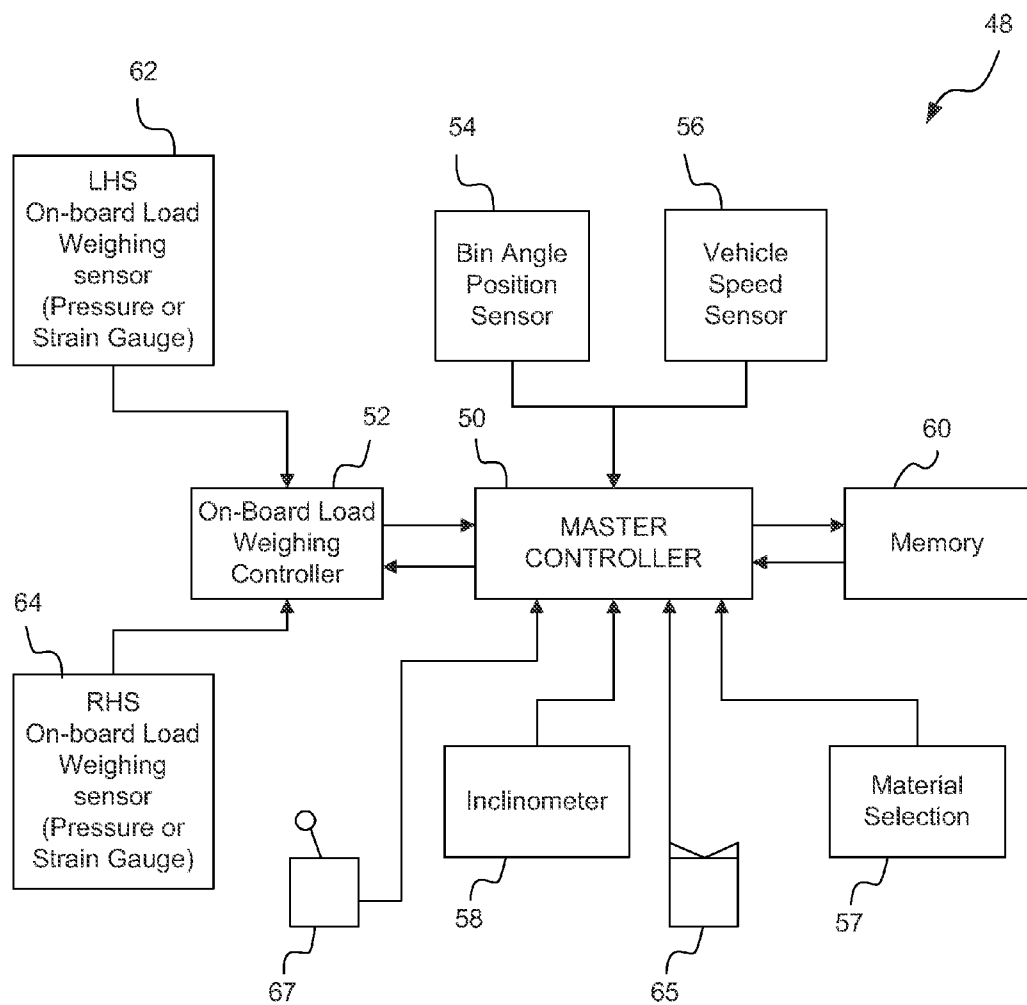 48
62
LHS
On-board Load
Weighing
sensor
(Pressure or
Strain Gauge)
54
Bin Angle
Position
Sensor
56
Vehicle
Speed
Sensor
52
On-Board Load
Weighing
Controller
50
MASTER
CONTROLLER
60
Memory
64
RHS
On-board Load
Weighing
sensor
(Pressure or
Strain Gauge)
67
Inclinometer
58
65
Material
Selection
57